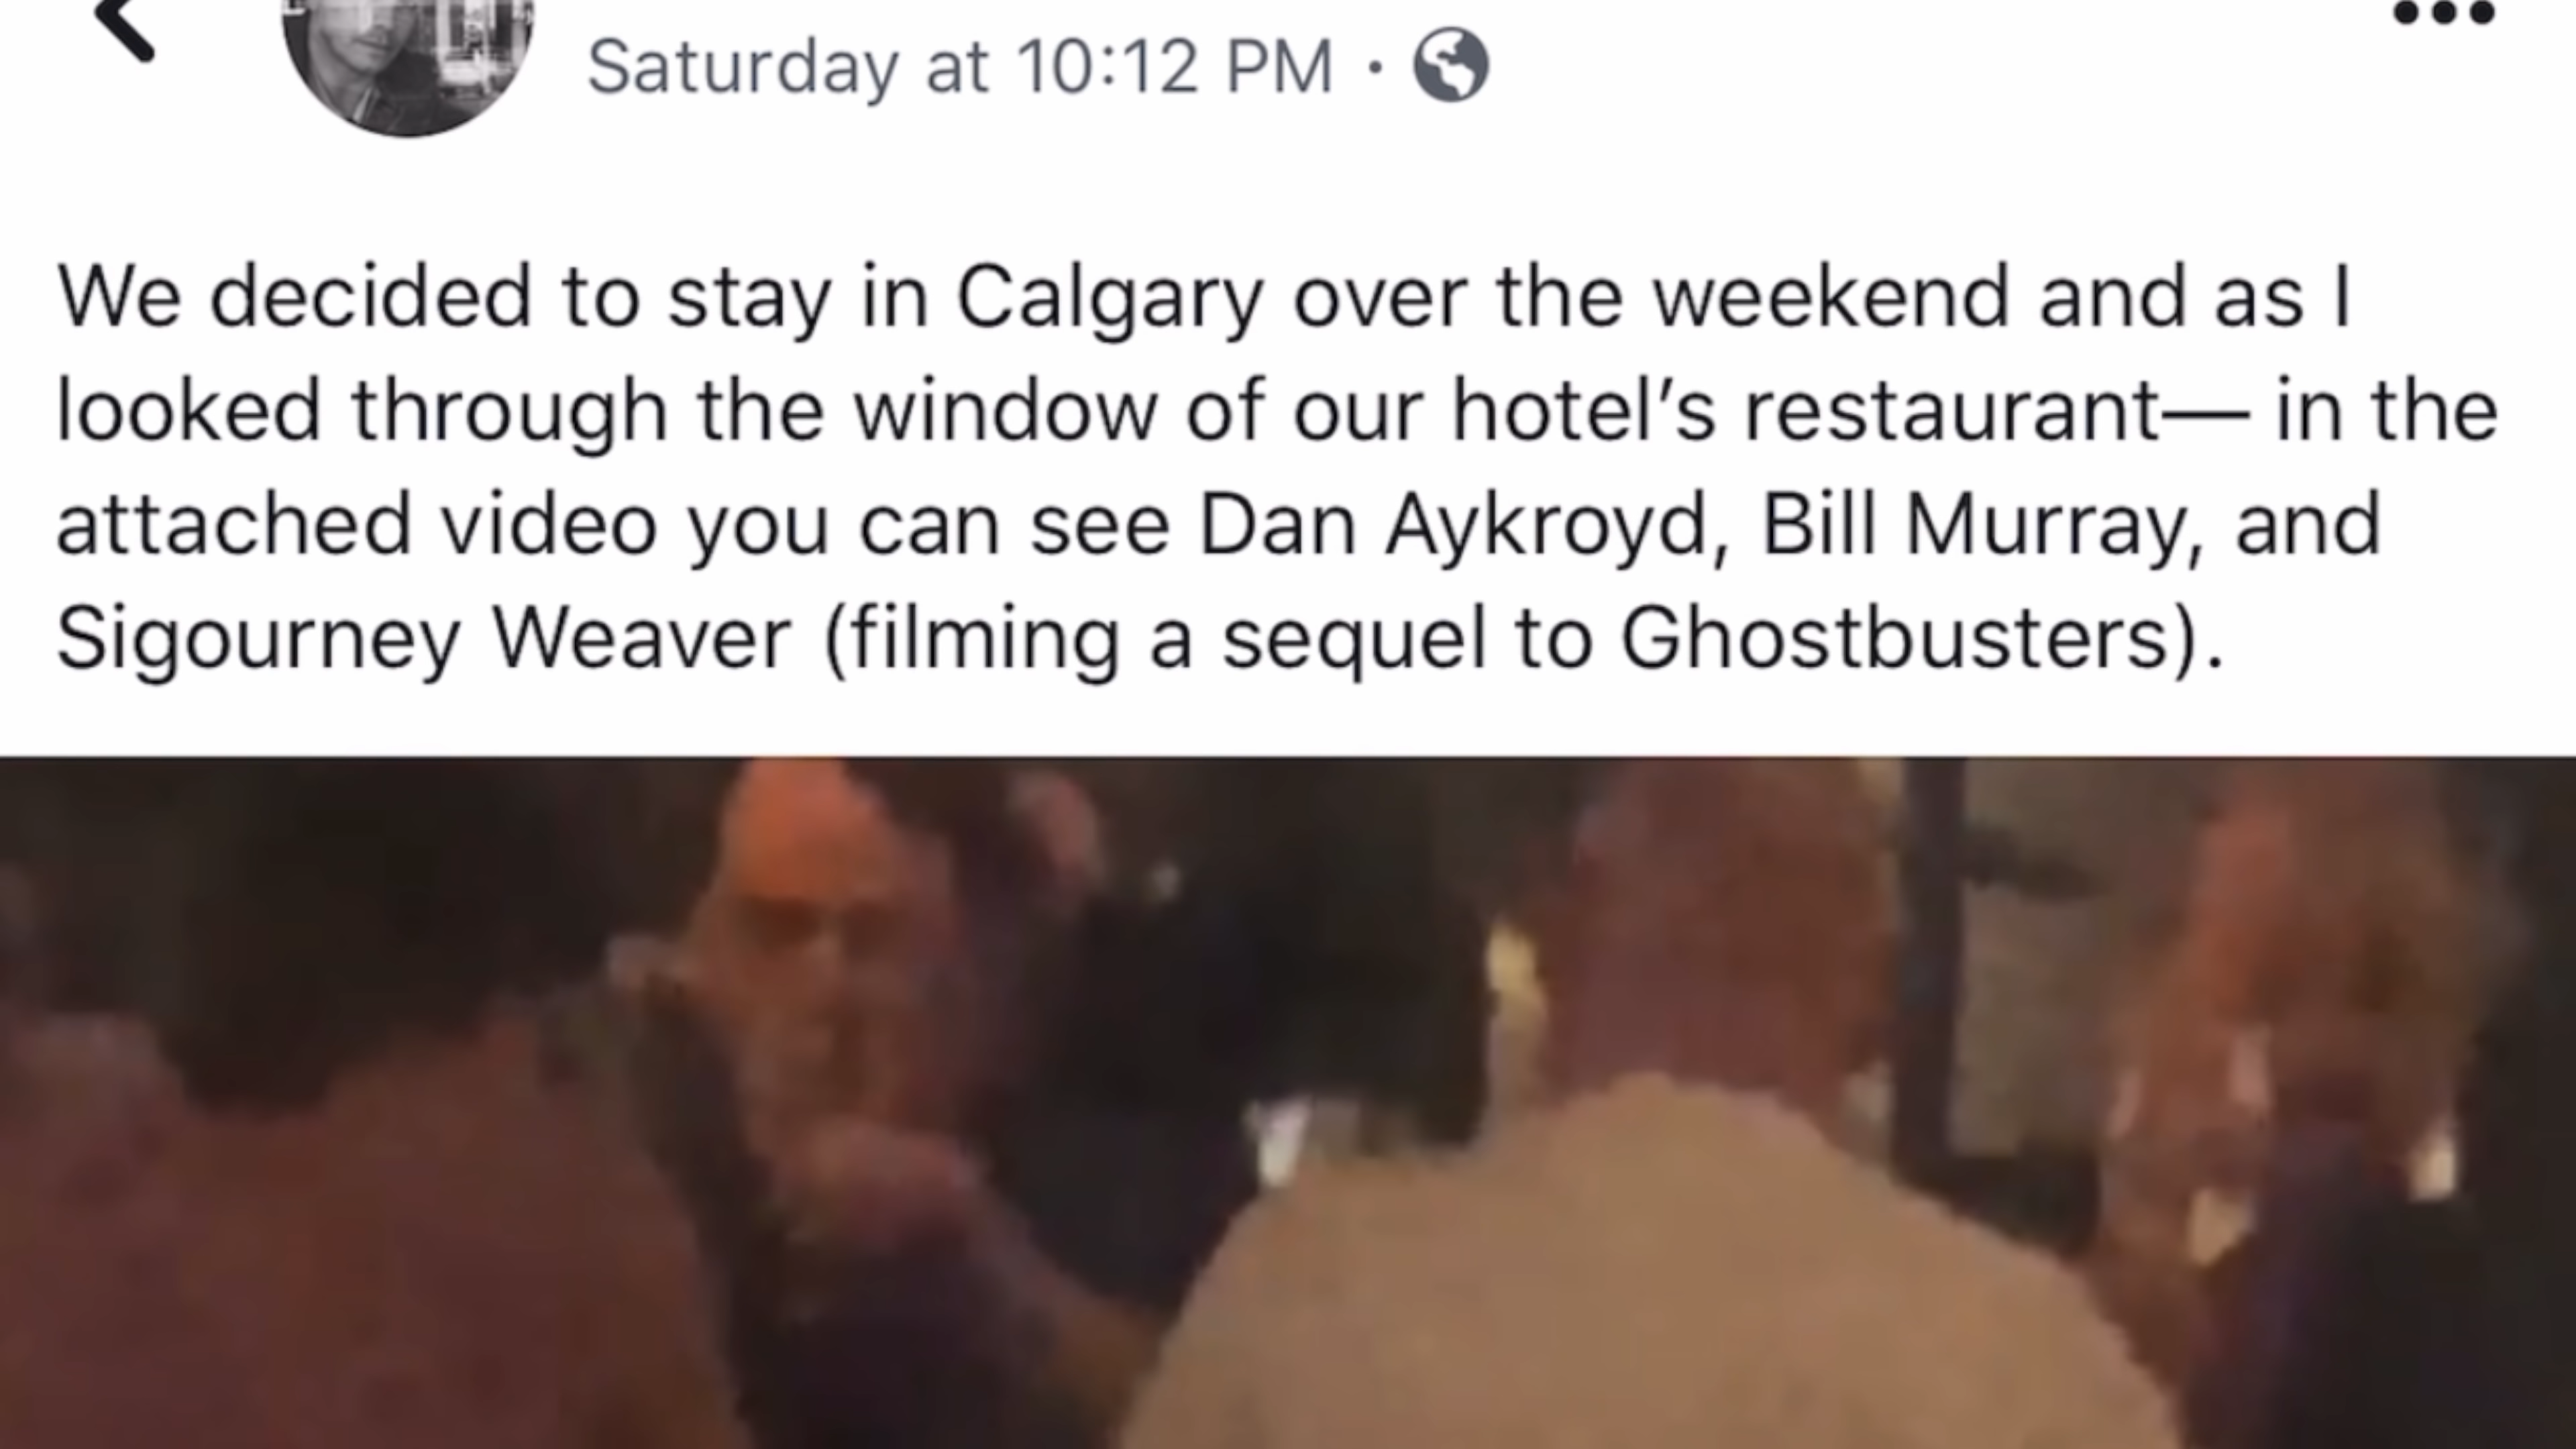 Saturday at 10:12 PM ·
We decided to stay in Calgary over the weekend and as I
looked through the window of our hotel’s restaurant— in the
attached video you can see Dan Aykroyd, Bill Murray, and
Sigourney Weaver (filming a sequel to Ghostbusters).